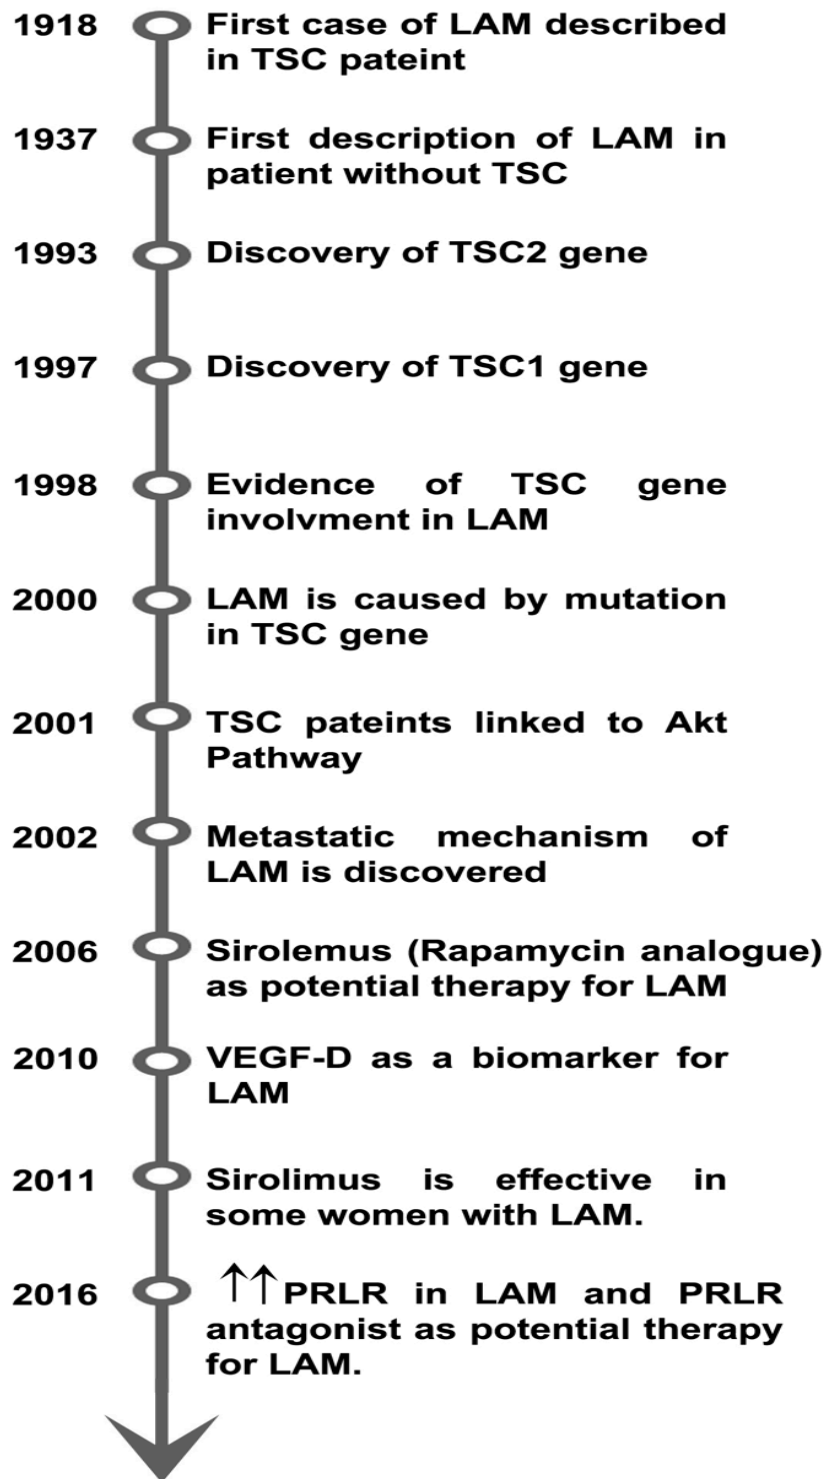 1918 First case of LAM described
in TSC pateint
1937 First description of LAM in
patient without TSC
1993 Discovery of TSC2 gene
1997 Discovery of TSC1 gene
1998 Evidence of TSC gene
involvment in LAM
2000 LAM is caused by mutation
in TSC gene
2001 TSC pateints linked to Akt
Pathway
2002 Metastatic mechanism of
LAM is discovered
2006 Sirolemus (Rapamycin analogue)
as potential therapy for LAM
2010 VEGF-D as a biomarker for
LAM
2011 Sirolimus is effective in
some women with LAM.
2016 ↑↑PRLR in LAM and PRLR
antagonist as potential therapy
for LAM.